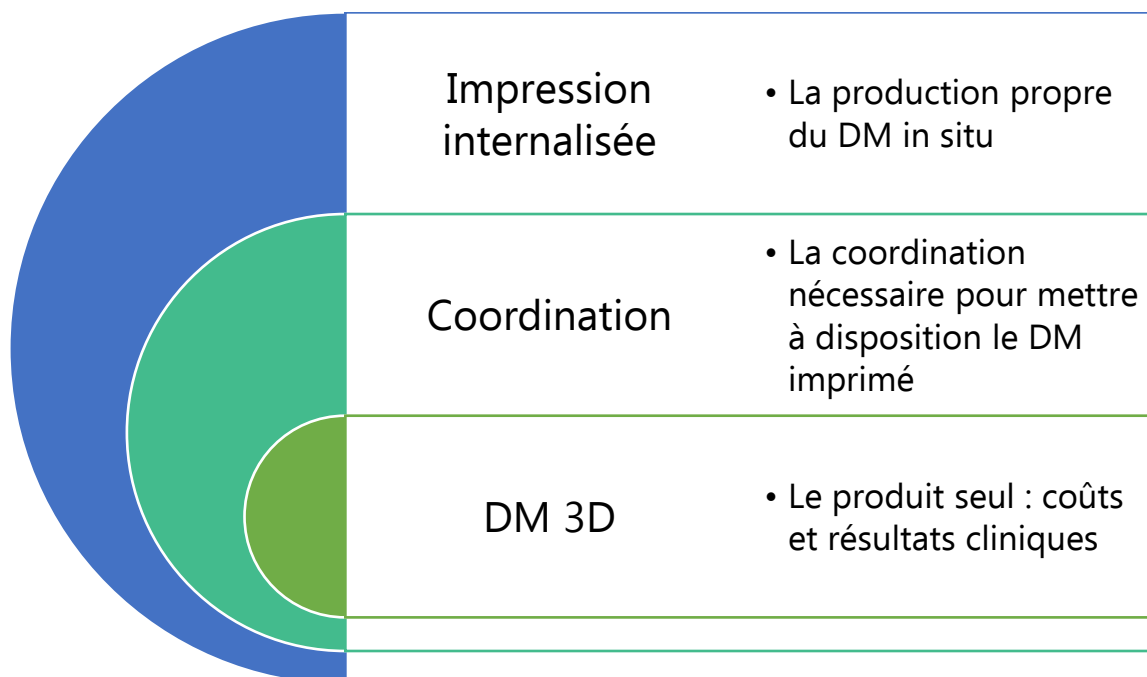 Impression
internalisée
• La production propre
du DM in situ
Coordination
• La coordination
nécessaire pour mettre
à disposition le DM
imprimé
DM 3D
• Le produit seul : coûts
et résultats cliniques